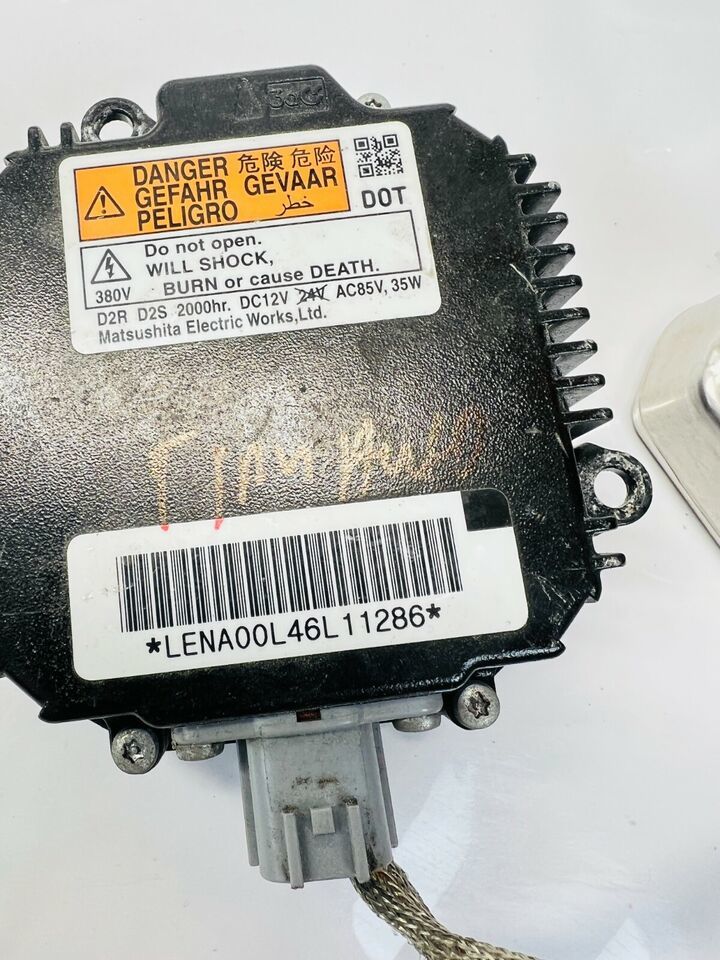 DANGER 危険 危险
GEFAHR GEVAAR
PELIGRO خطر
DOT
Do not open.
WILL SHOCK,
BURN or cause DEATH.
380V
D2R D2S 2000hr. DC12V 24V AC85V, 35W
Matsushita Electric Works,Ltd.
*LENA00L46L11286*